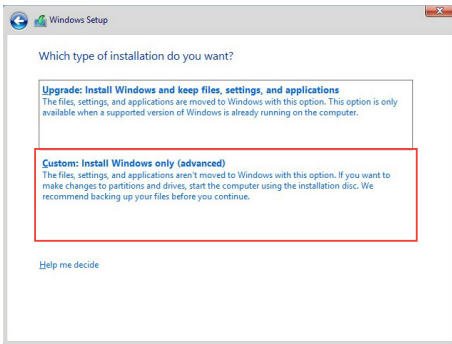 Windows Setup
Which type of installation do you want?
Upgrade: Install Windows and keep files, settings, and applications
The files, settings, and applications are moved to Windows with this option. This option is only
available when a supported version of Windows is already running on the computer.
Custom: Install Windows only (advanced)
The files, settings, and applications aren't moved to Windows with this option. If you want to
make changes to partitions and drives, start the computer using the installation disc. We
recommend backing up your files before you continue.
Help me decide